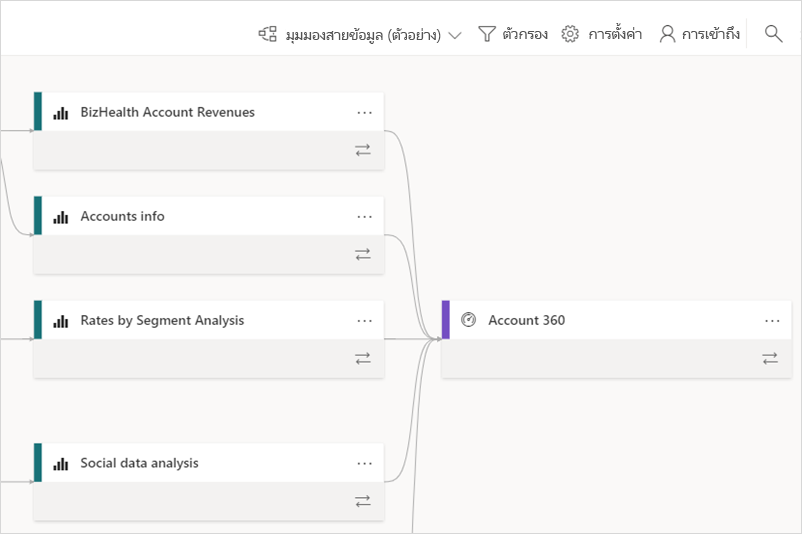 มุมมองสายข้อมูล (ตัวอย่าง) ตัวกรอง การตั้งค่า การเข้าถึง
BizHealth Account Revenues
Accounts info
Rates by Segment Analysis
Account 360
Social data analysis